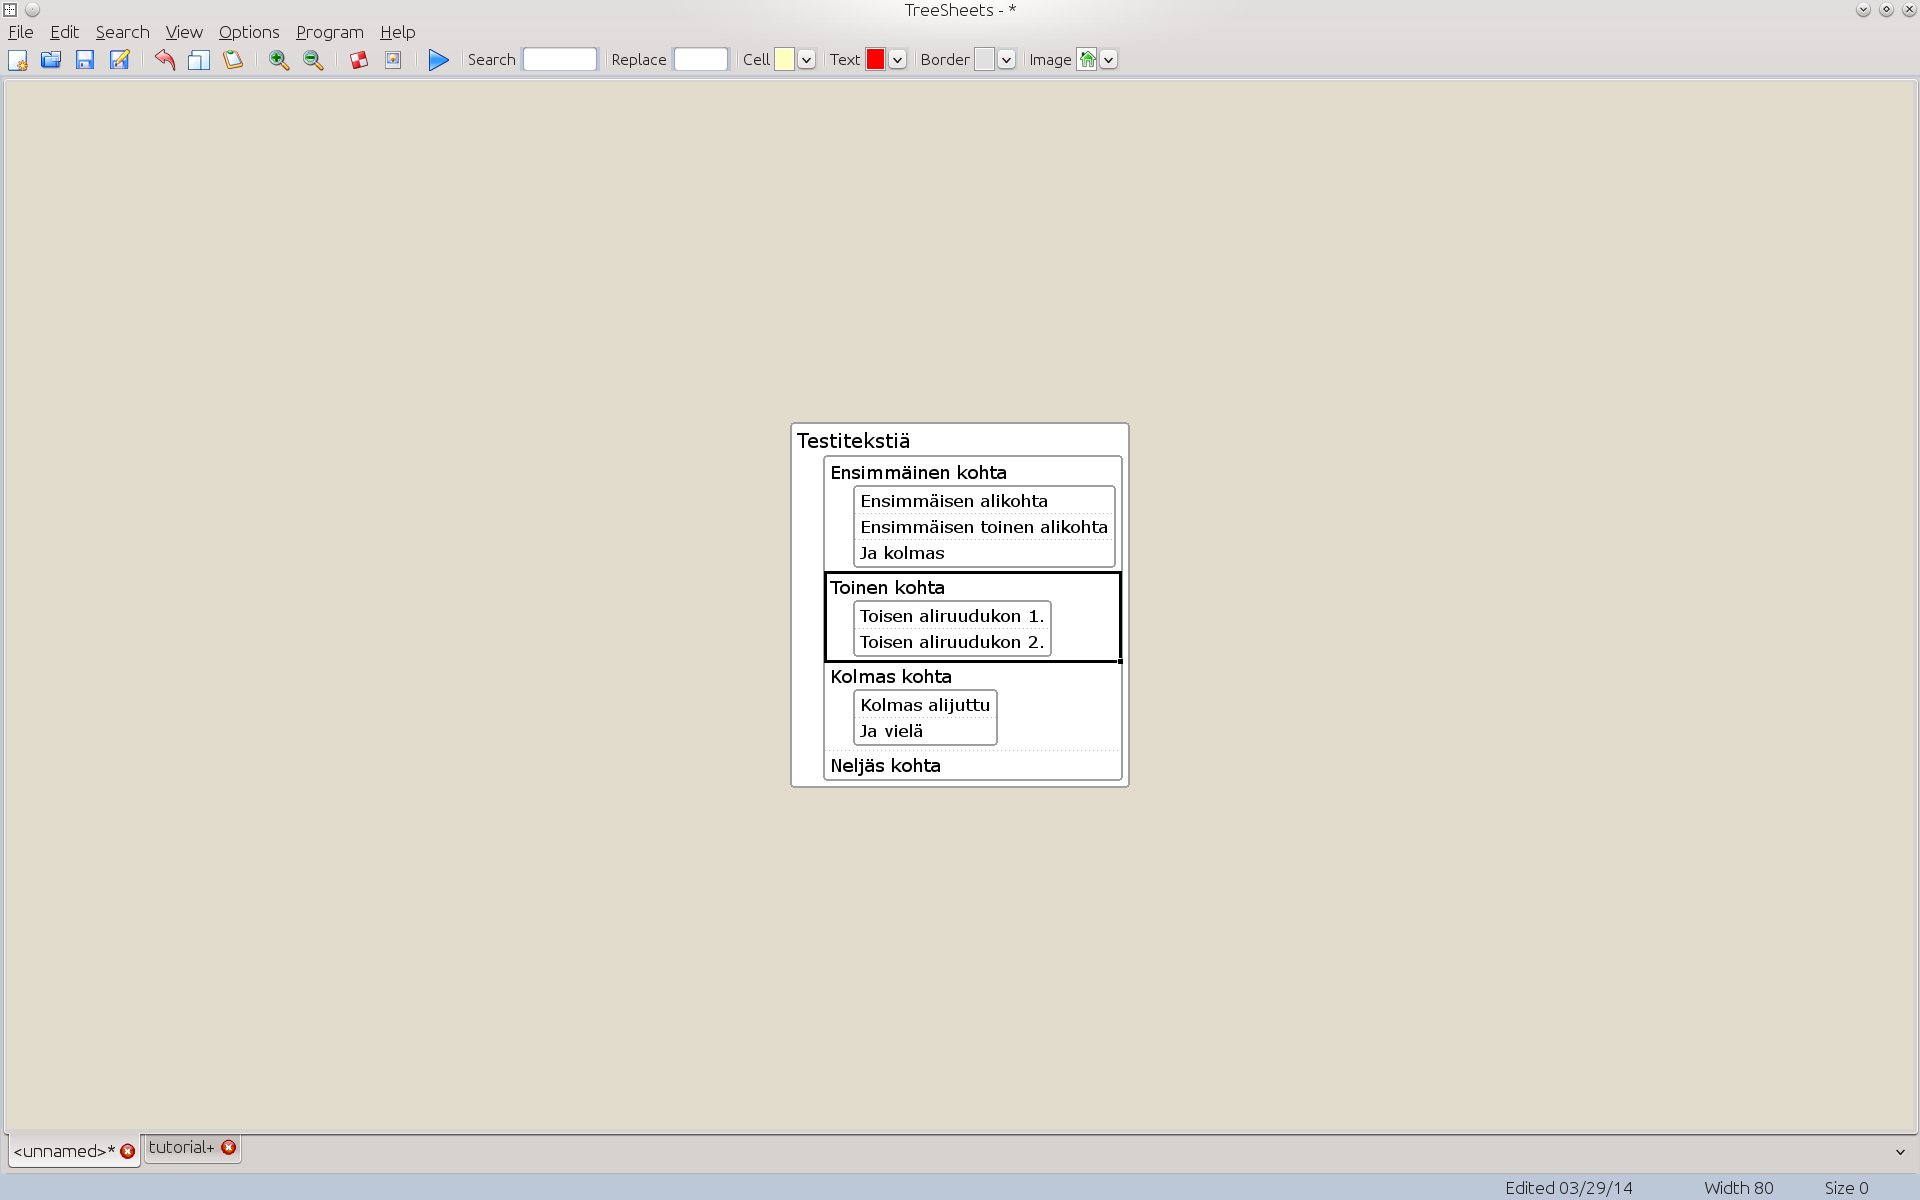 TreeSheets - *
File Edit Search View Options Program Help
Search Replace Cell Text Border Image
Testitekstiä
Ensimmäinen kohta
Ensimmäisen alikohta
Ensimmäisen toinen alikohta
Ja kolmas
Toinen kohta
Toisen aliruudukon 1.
Toisen aliruudukon 2.
Kolmas kohta
Kolmas alijuttu
Ja vielä
Neljäs kohta
<unnamed>* tutorial+
Edited 03/29/14 Width 80 Size 0